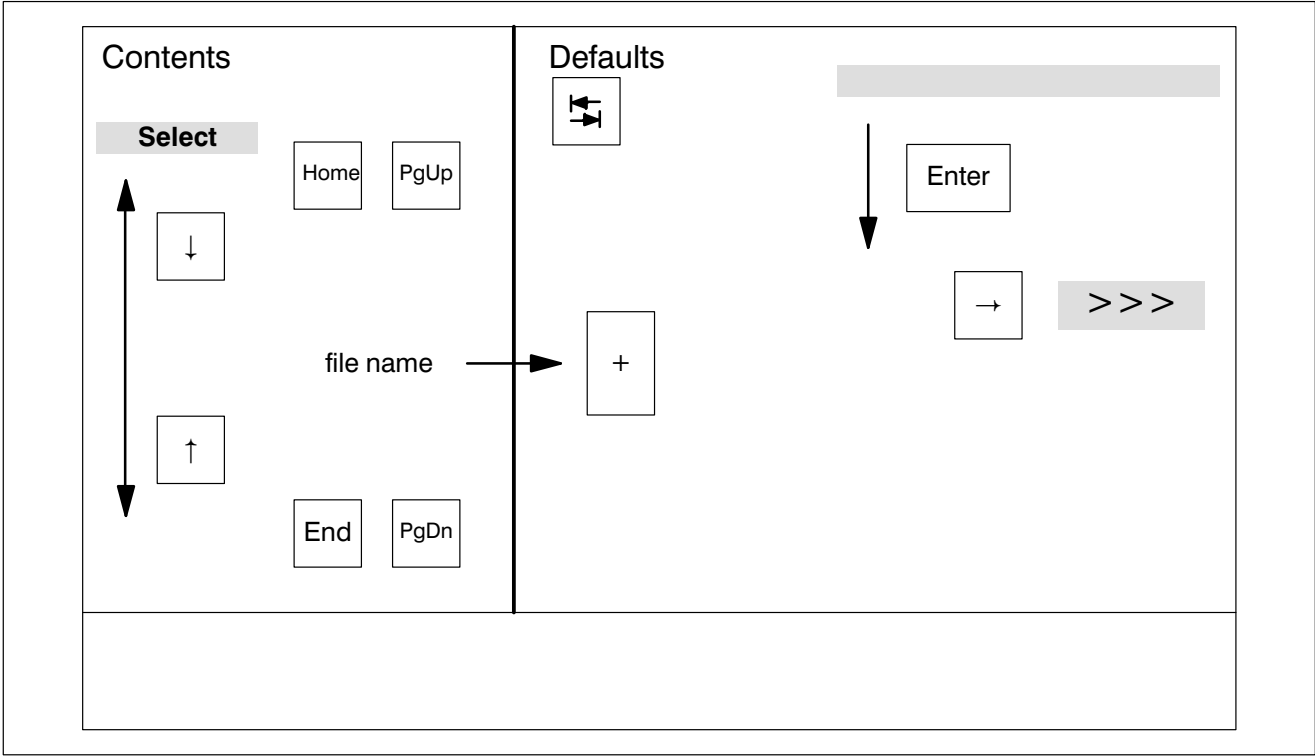 Contents
Select
Home PgUp
↓
file name
↑
End PgDn
Defaults
Enter
→ >>>
+